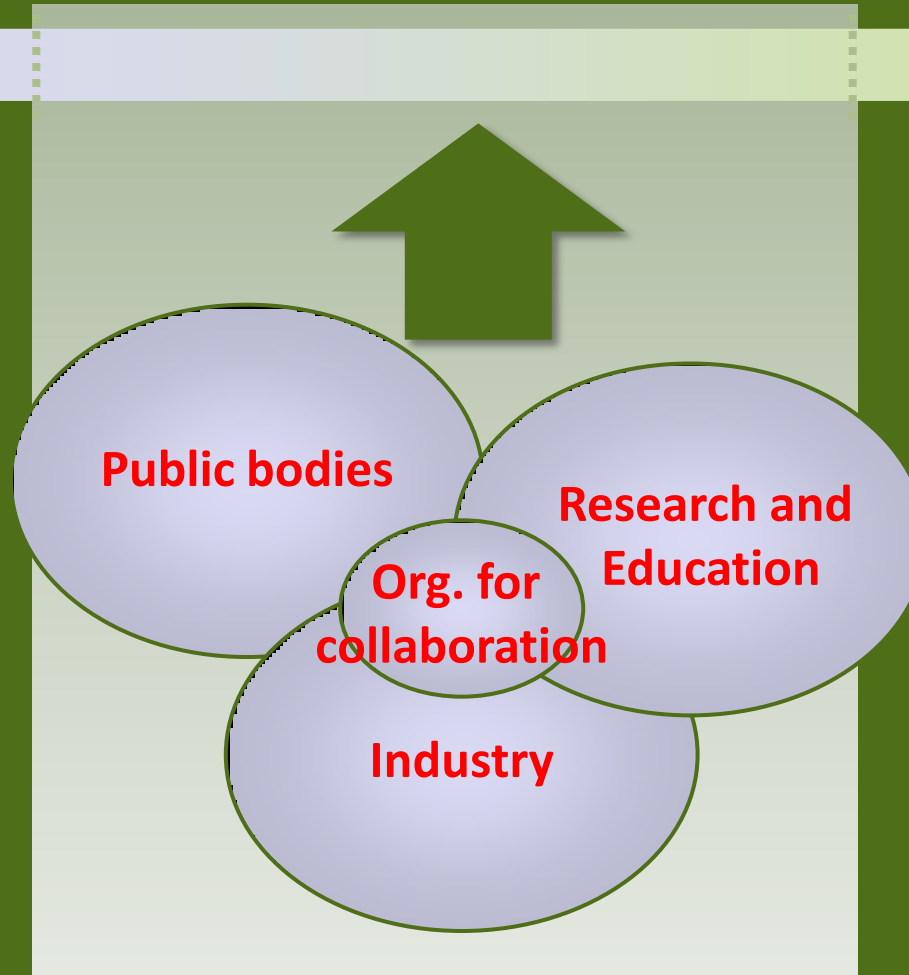 Public bodies
Research and
Education
Org. for
collaboration
Industry